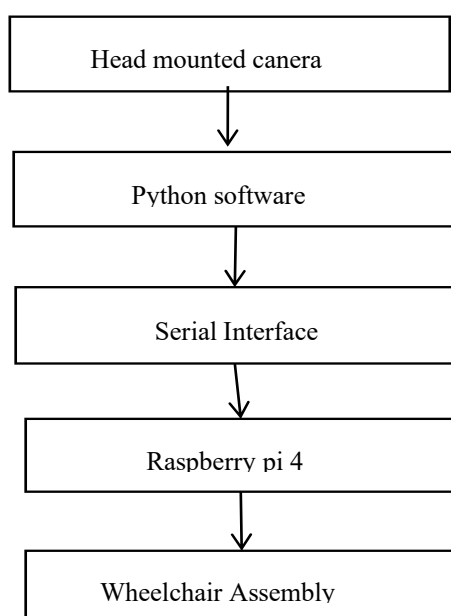 Head mounted canera
Python software
Serial Interface
Raspberry pi 4
Wheelchair Assembly